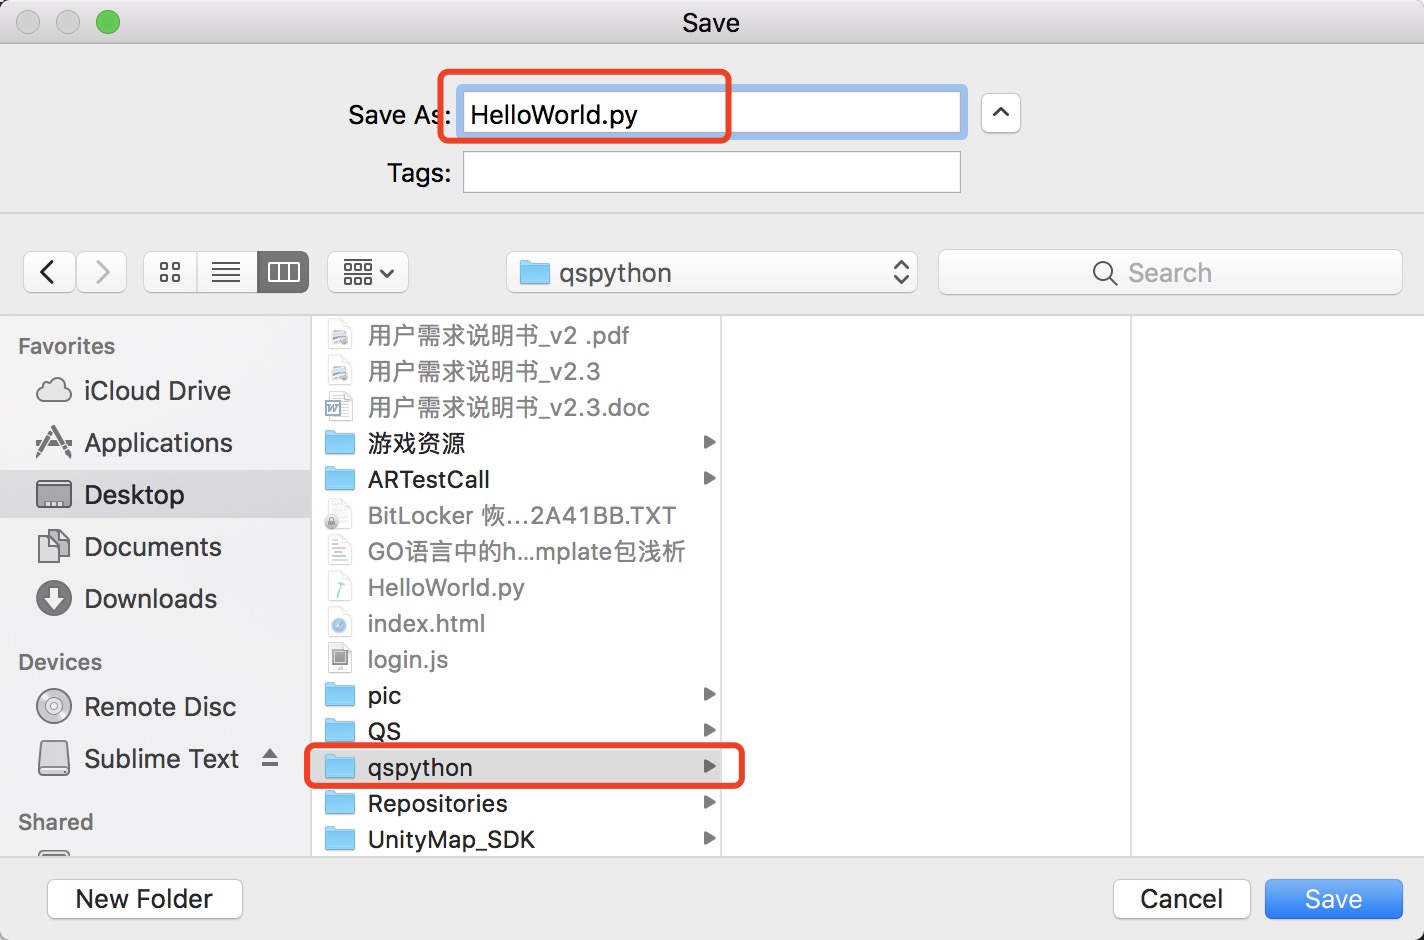 Save
Save As: HelloWorld.py
Tags:
qspython
Search
Favorites
iCloud Drive
Applications
Desktop
Documents
Downloads
Devices
Remote Disc
Sublime Text
Shared
用户需求说明书_v2 .pdf
用户需求说明书_v2.3
用户需求说明书_v2.3.doc
游戏资源
ARTestCall
BitLocker 恢...2A41BB.TXT
GO语言中的h...mplate包浅析
HelloWorld.py
index.html
login.js
pic
QS
qspython
Repositories
UnityMap_SDK
New Folder
Cancel
Save